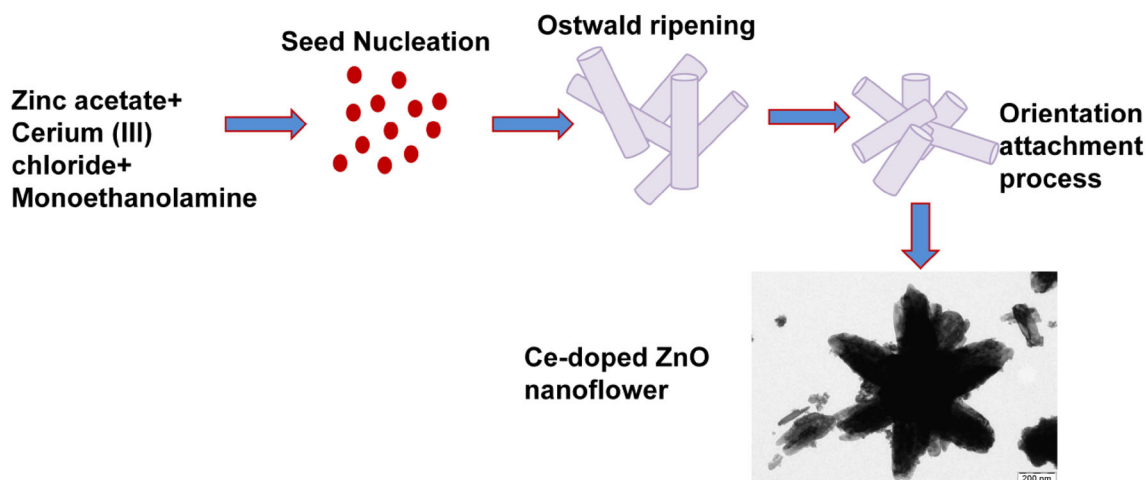 Zinc acetate+
Cerium (III)
chloride+
Monoethanolamine
Seed Nucleation
Ostwald ripening
Orientation
attachment
process
Ce-doped ZnO
nanoflower
200 nm